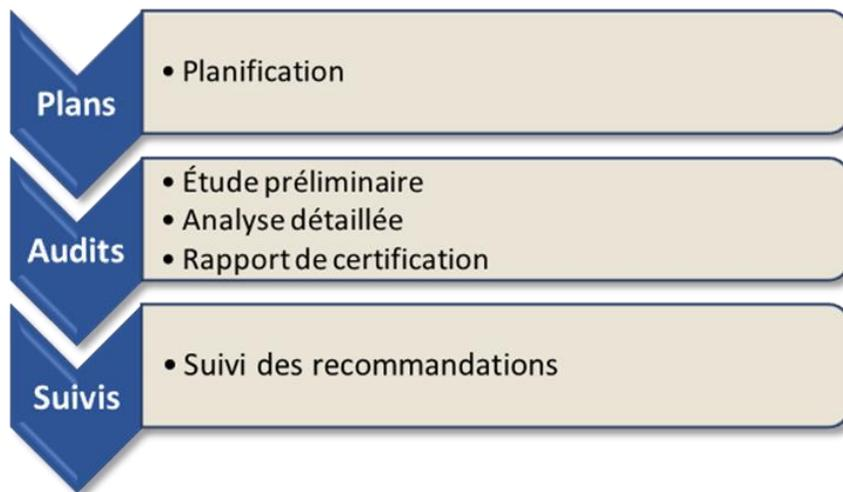 Plans
• Planification
Audits
• Étude préliminaire
• Analyse détaillée
• Rapport de certification
Suivis
• Suivi des recommandations